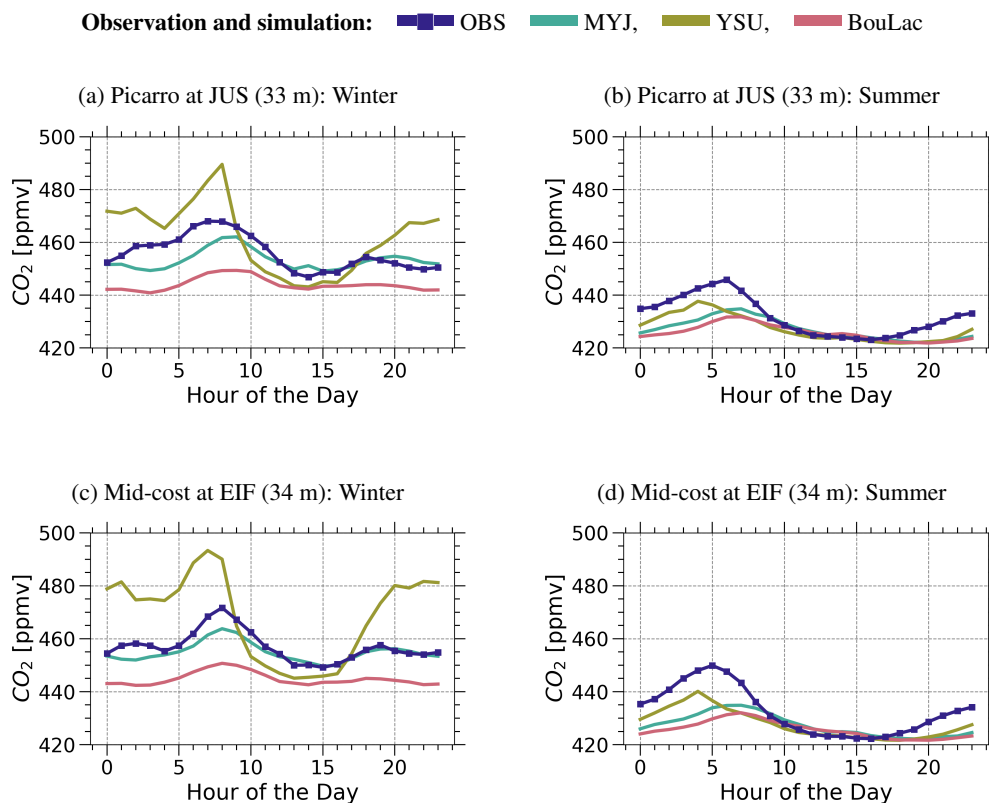 Observation and simulation: OBS MYJ, YSU, BouLac
(a) Picarro at JUS (33 m): Winter
500
480
460
440
420
CO2 [ppmv]
0 5 10 15 20
Hour of the Day
(b) Picarro at JUS (33 m): Summer
500
480
460
440
420
CO2 [ppmv]
0 5 10 15 20
Hour of the Day
(c) Mid-cost at EIF (34 m): Winter
500
480
460
440
420
CO2 [ppmv]
0 5 10 15 20
Hour of the Day
(d) Mid-cost at EIF (34 m): Summer
500
480
460
440
420
CO2 [ppmv]
0 5 10 15 20
Hour of the Day